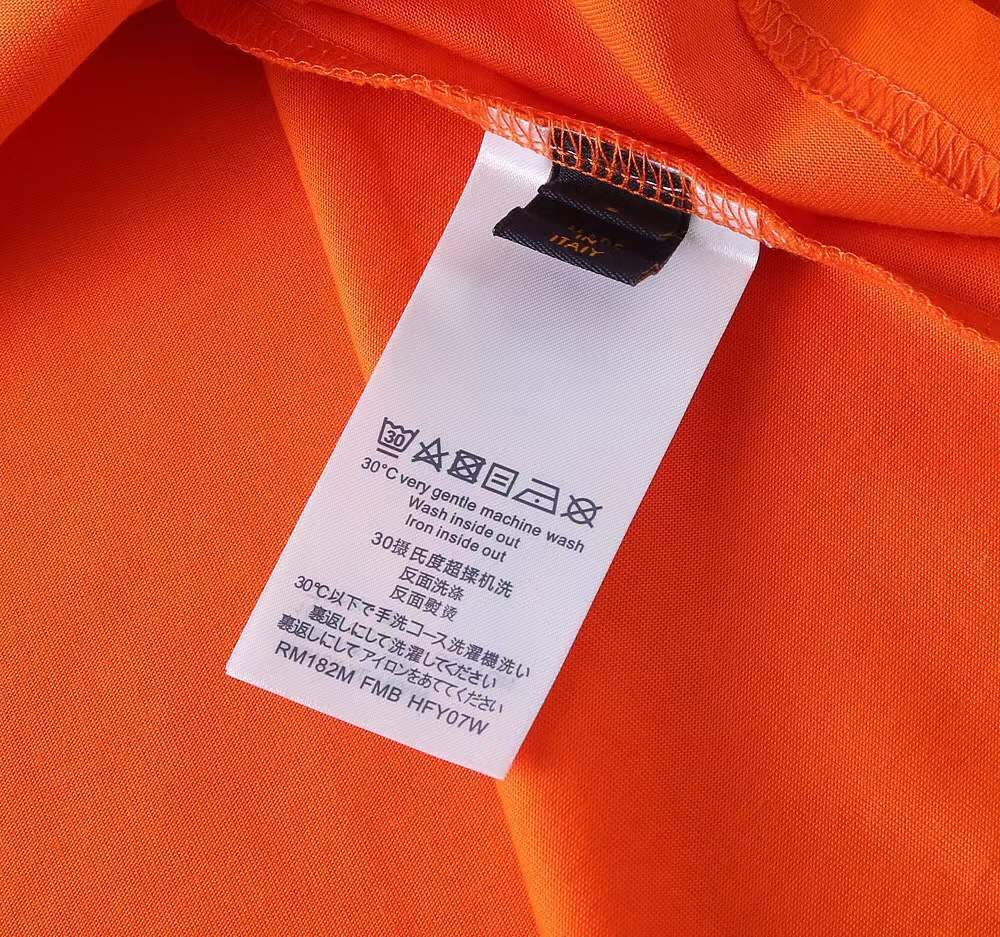 MADE
ITALY
30
30°C very gentle machine wash
Wash inside out
Iron inside out
30摄氏度超揉机洗
反面洗涤
反面熨烫
30℃以下で手洗コース洗濯機洗い
裏返しにして洗濯してください
裏返しにしてアイロンをあててください
RM182M FMB HFY07W